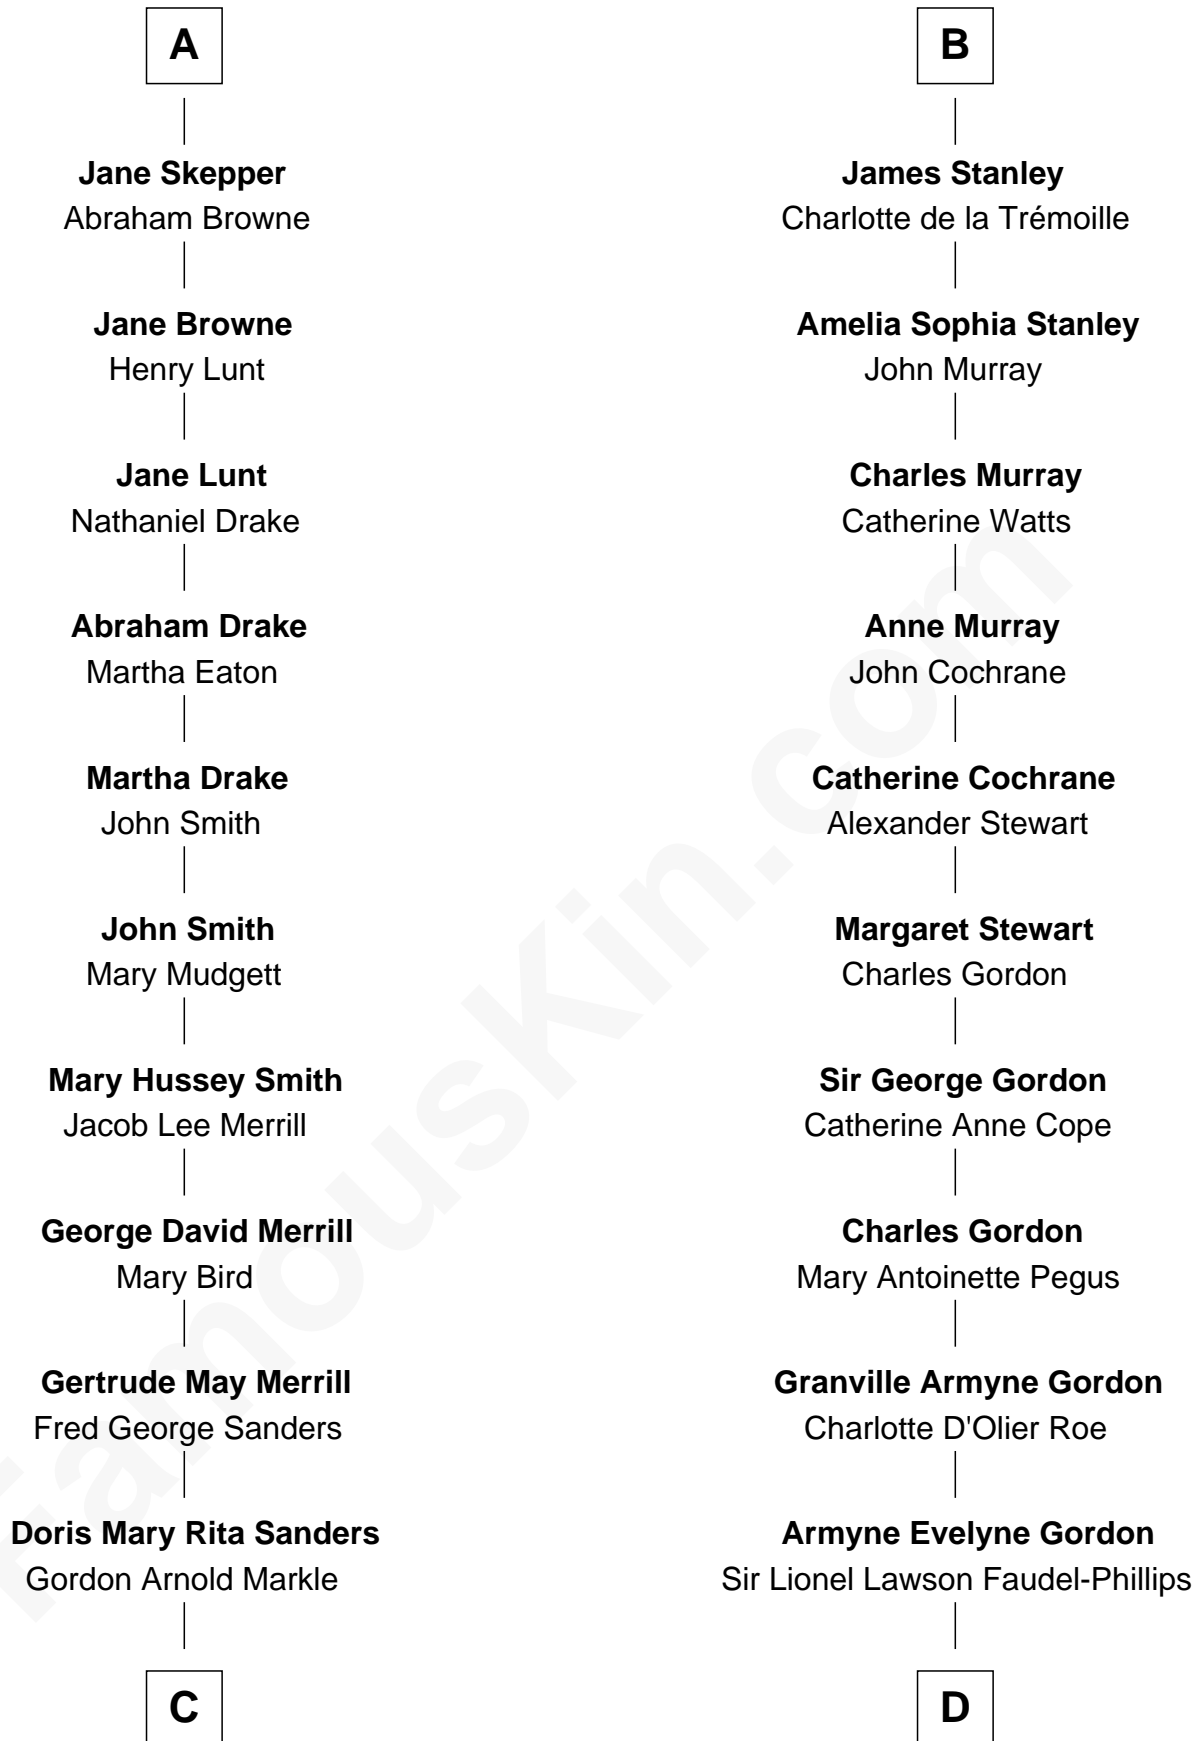 A
Jane Skepper
Abraham Browne
Jane Browne
Henry Lunt
Jane Lunt
Nathaniel Drake
Abraham Drake
Martha Eaton
Martha Drake
John Smith
John Smith
Mary Mudgett
Mary Hussey Smith
Jacob Lee Merrill
George David Merrill
Mary Bird
Gertrude May Merrill
Fred George Sanders
Doris Mary Rita Sanders
Gordon Arnold Markle
C
B
James Stanley
Charlotte de la Trémoille
Amelia Sophia Stanley
John Murray
Charles Murray
Catherine Watts
Anne Murray
John Cochrane
Catherine Cochrane
Alexander Stewart
Margaret Stewart
Charles Gordon
Sir George Gordon
Catherine Anne Cope
Charles Gordon
Mary Antoinette Pegus
Granville Armyne Gordon
Charlotte D'Olier Roe
Armyne Evelyne Gordon
Sir Lionel Lawson Faudel-Phillips
D
FamousKin.com